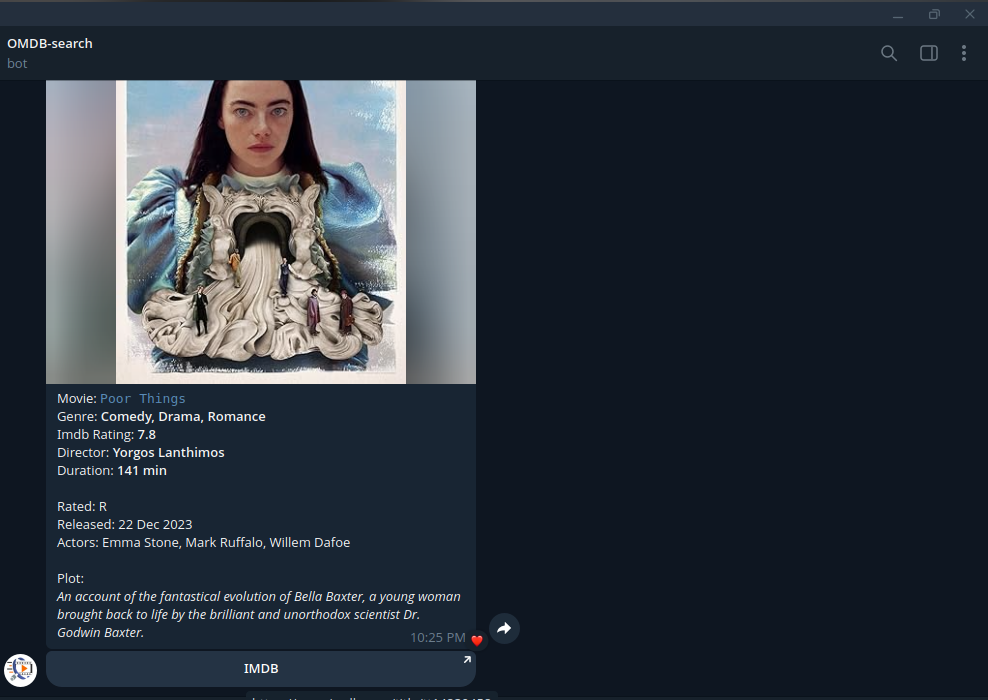 OMDB-search
bot
Movie: Poor Things
Genre: Comedy, Drama, Romance
Imdb Rating: 7.8
Director: Yorgos Lanthimos
Duration: 141 min
Rated: R
Released: 22 Dec 2023
Actors: Emma Stone, Mark Ruffalo, Willem Dafoe
Plot:
An account of the fantastical evolution of Bella Baxter, a young woman
brought back to life by the brilliant and unorthodox scientist Dr.
Godwin Baxter.
10:25 PM
IMDB